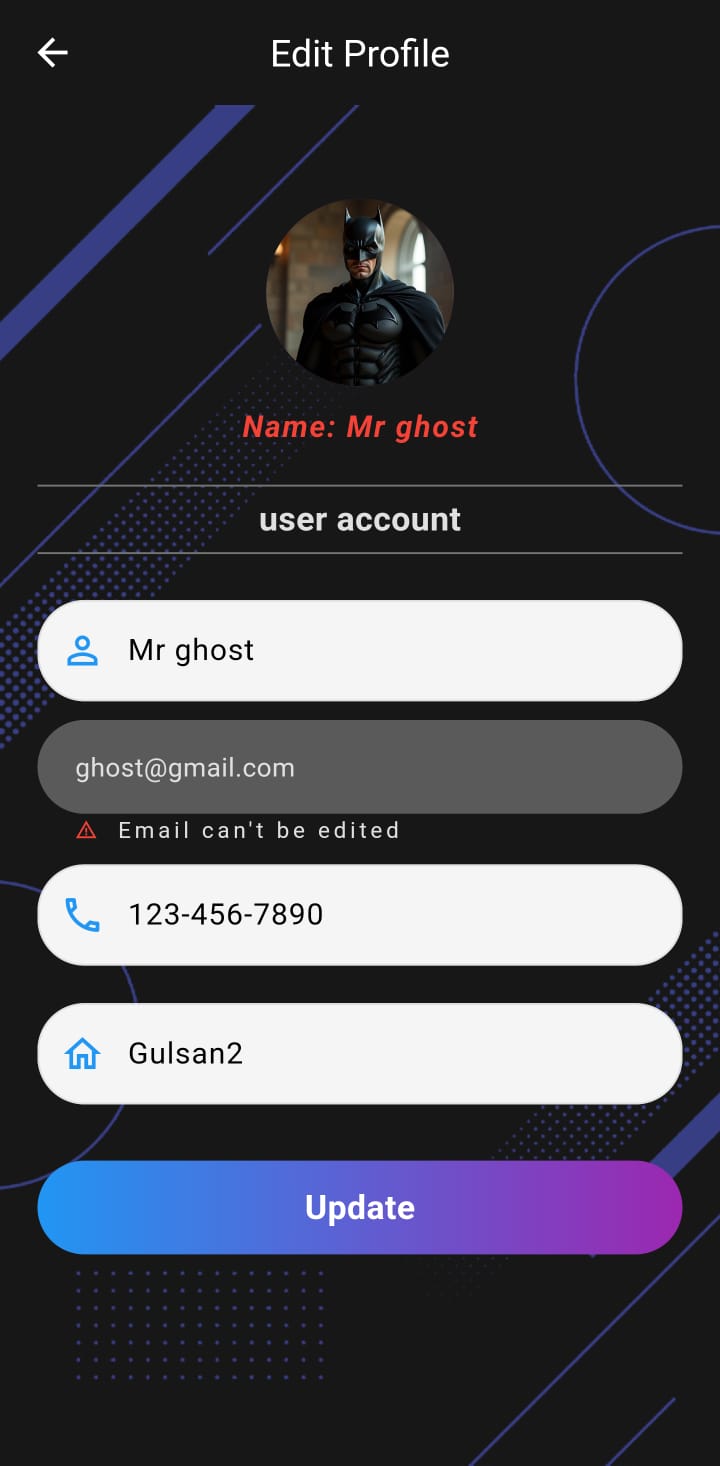 Edit Profile
Name: Mr ghost
user account
Mr ghost
ghost@gmail.com
Email can't be edited
123-456-7890
Gulsan2
Update